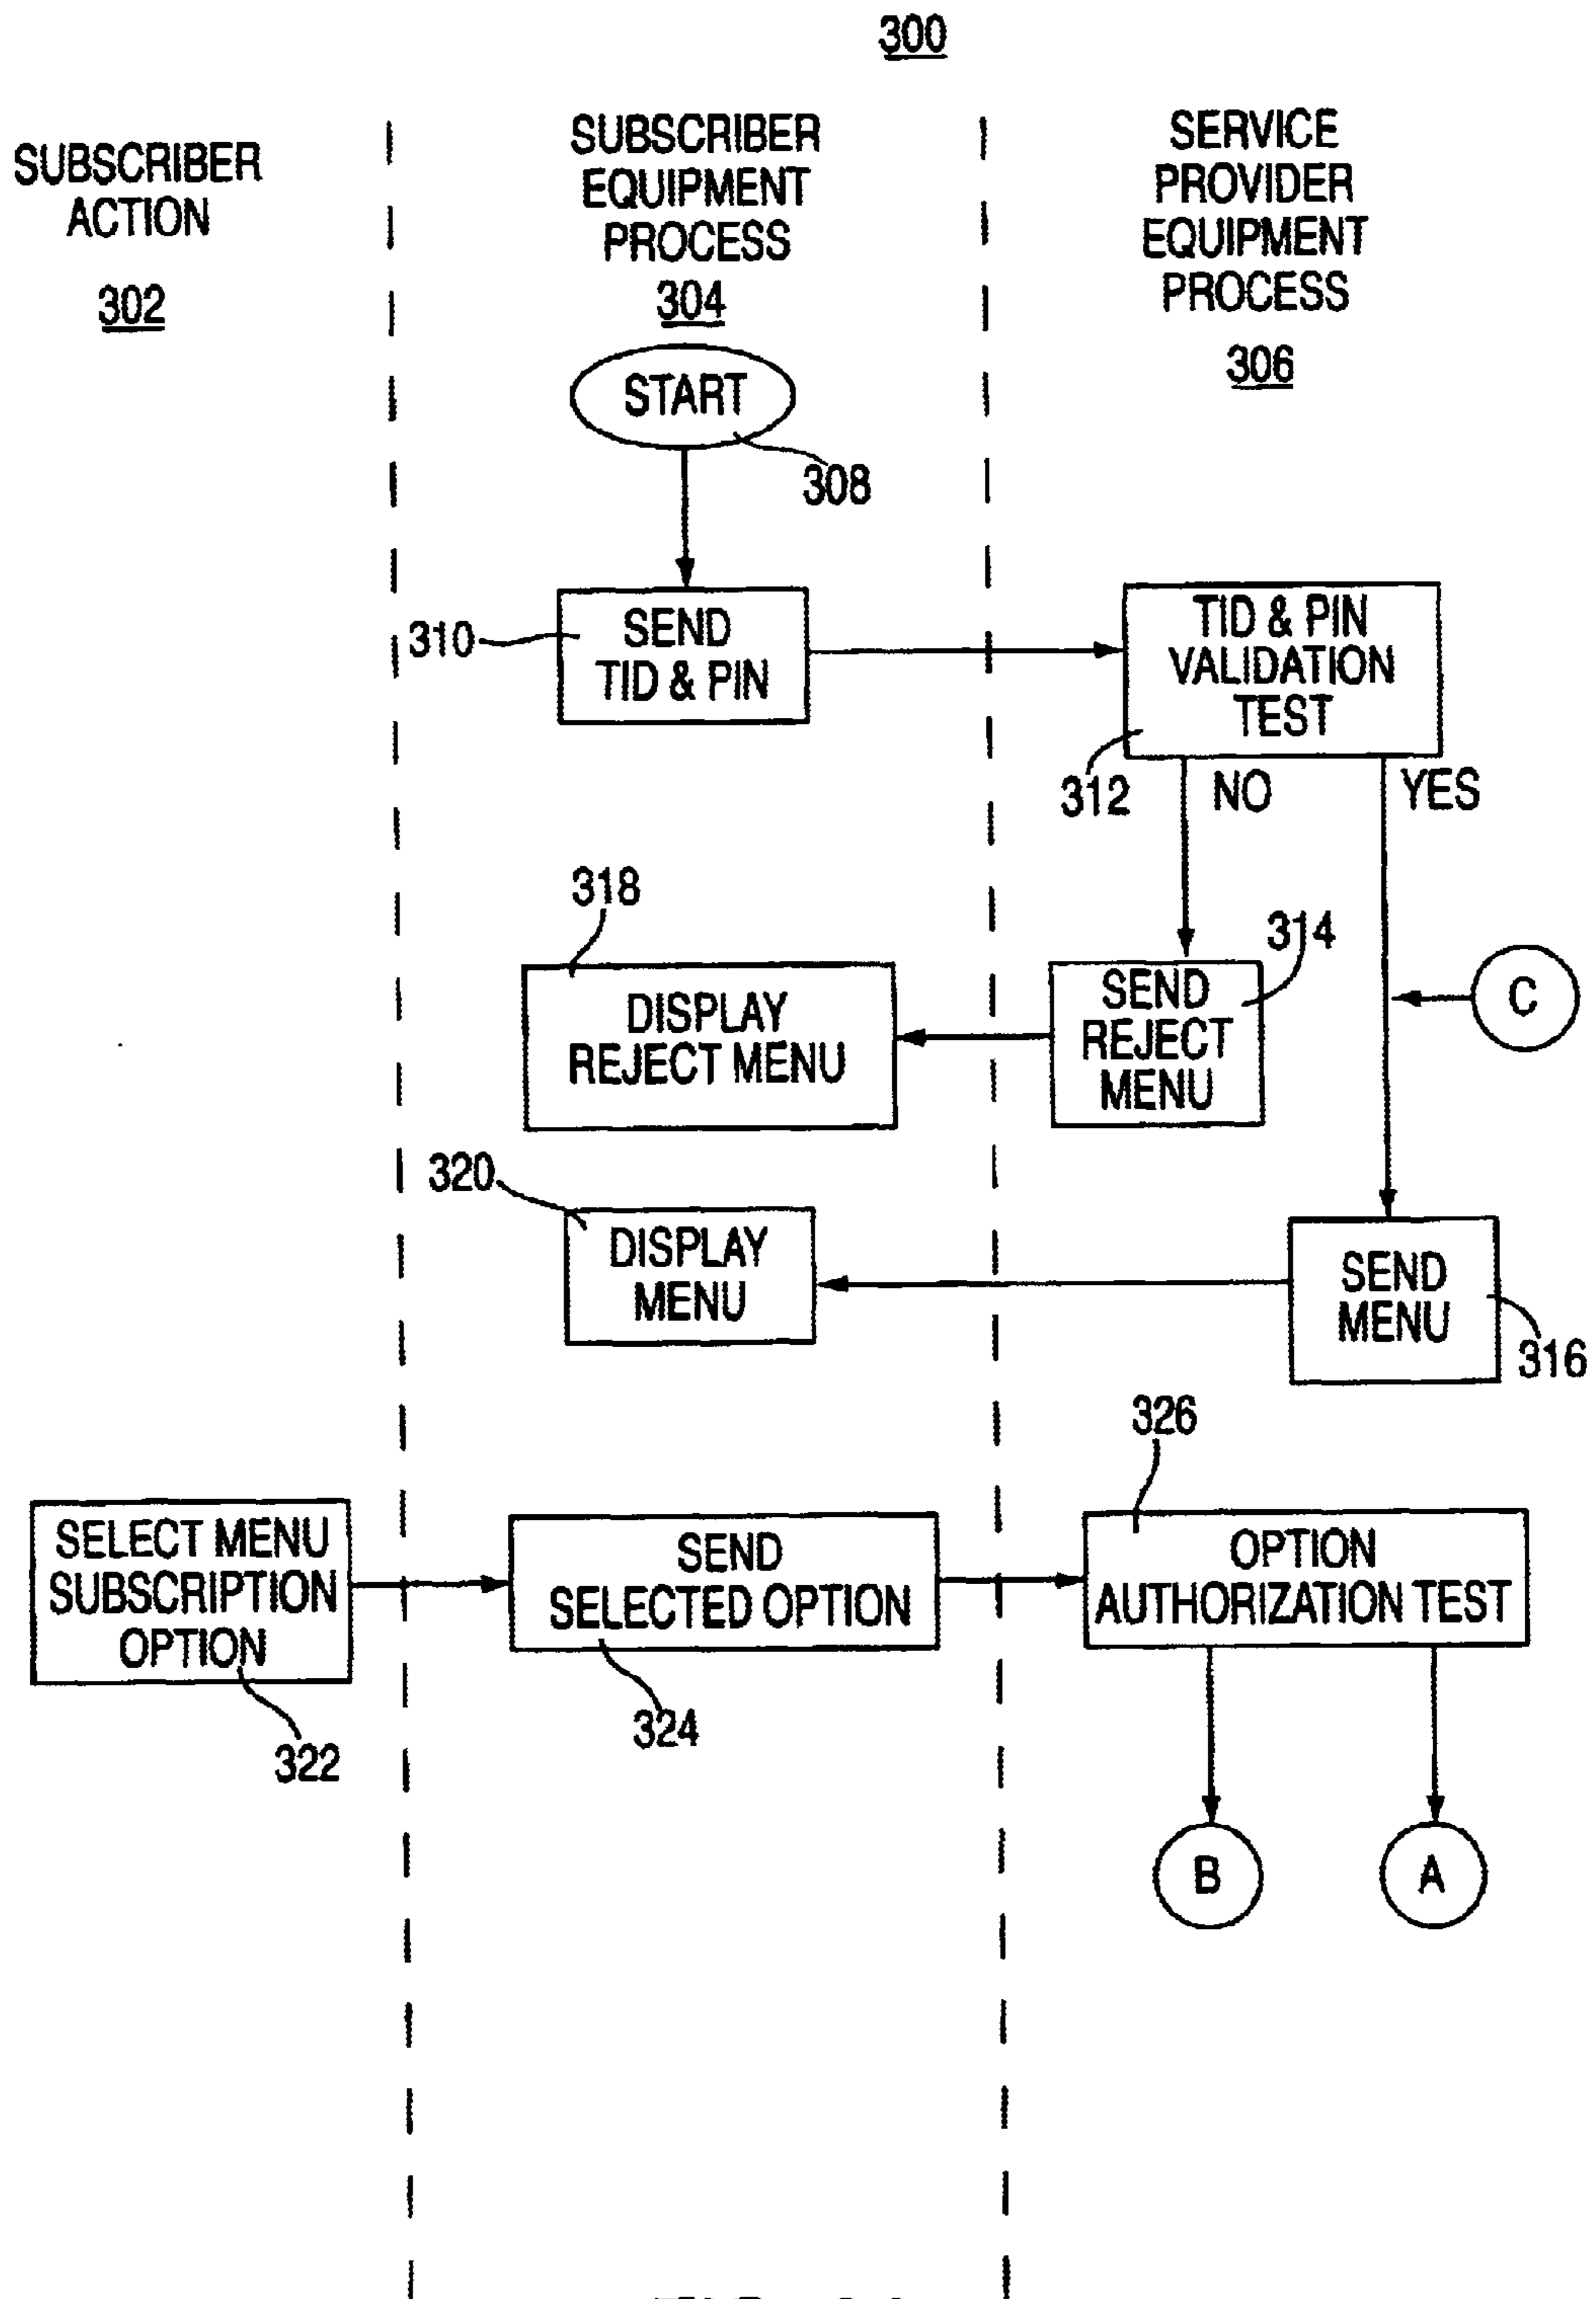 300
SUBSCRIBER
ACTION
302
SUBSCRIBER
EQUIPMENT
PROCESS
304
SERVICE
PROVIDER
EQUIPMENT
PROCESS
306
START
308
310
SEND
TID & PIN
TID & PIN
VALIDATION
TEST
312
NO
YES
318
DISPLAY
REJECT MENU
314
SEND
REJECT
MENU
C
320
DISPLAY
MENU
SEND
MENU
316
326
SELECT MENU
SUBSCRIPTION
OPTION
322
SEND
SELECTED OPTION
324
OPTION
AUTHORIZATION TEST
B
A